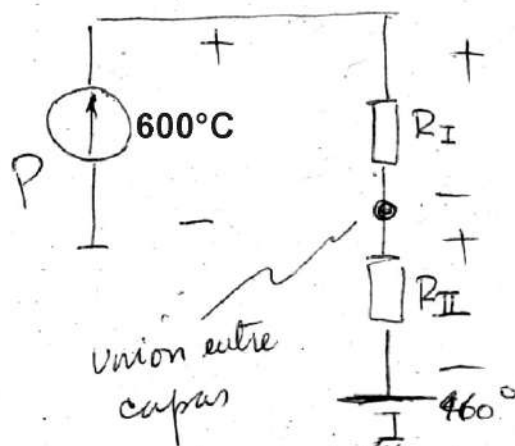 +
+
600°C
R_I
P
−
−
+
R_II
Union entre
capas
−
460°
I